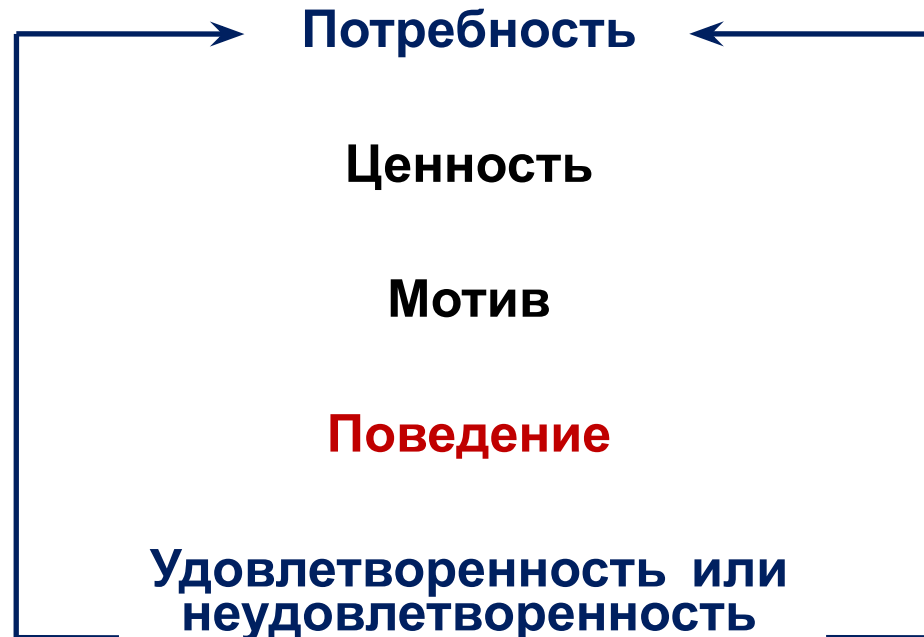 Потребность
Ценность
Мотив
Поведение
Удовлетворенность или
неудовлетворенность